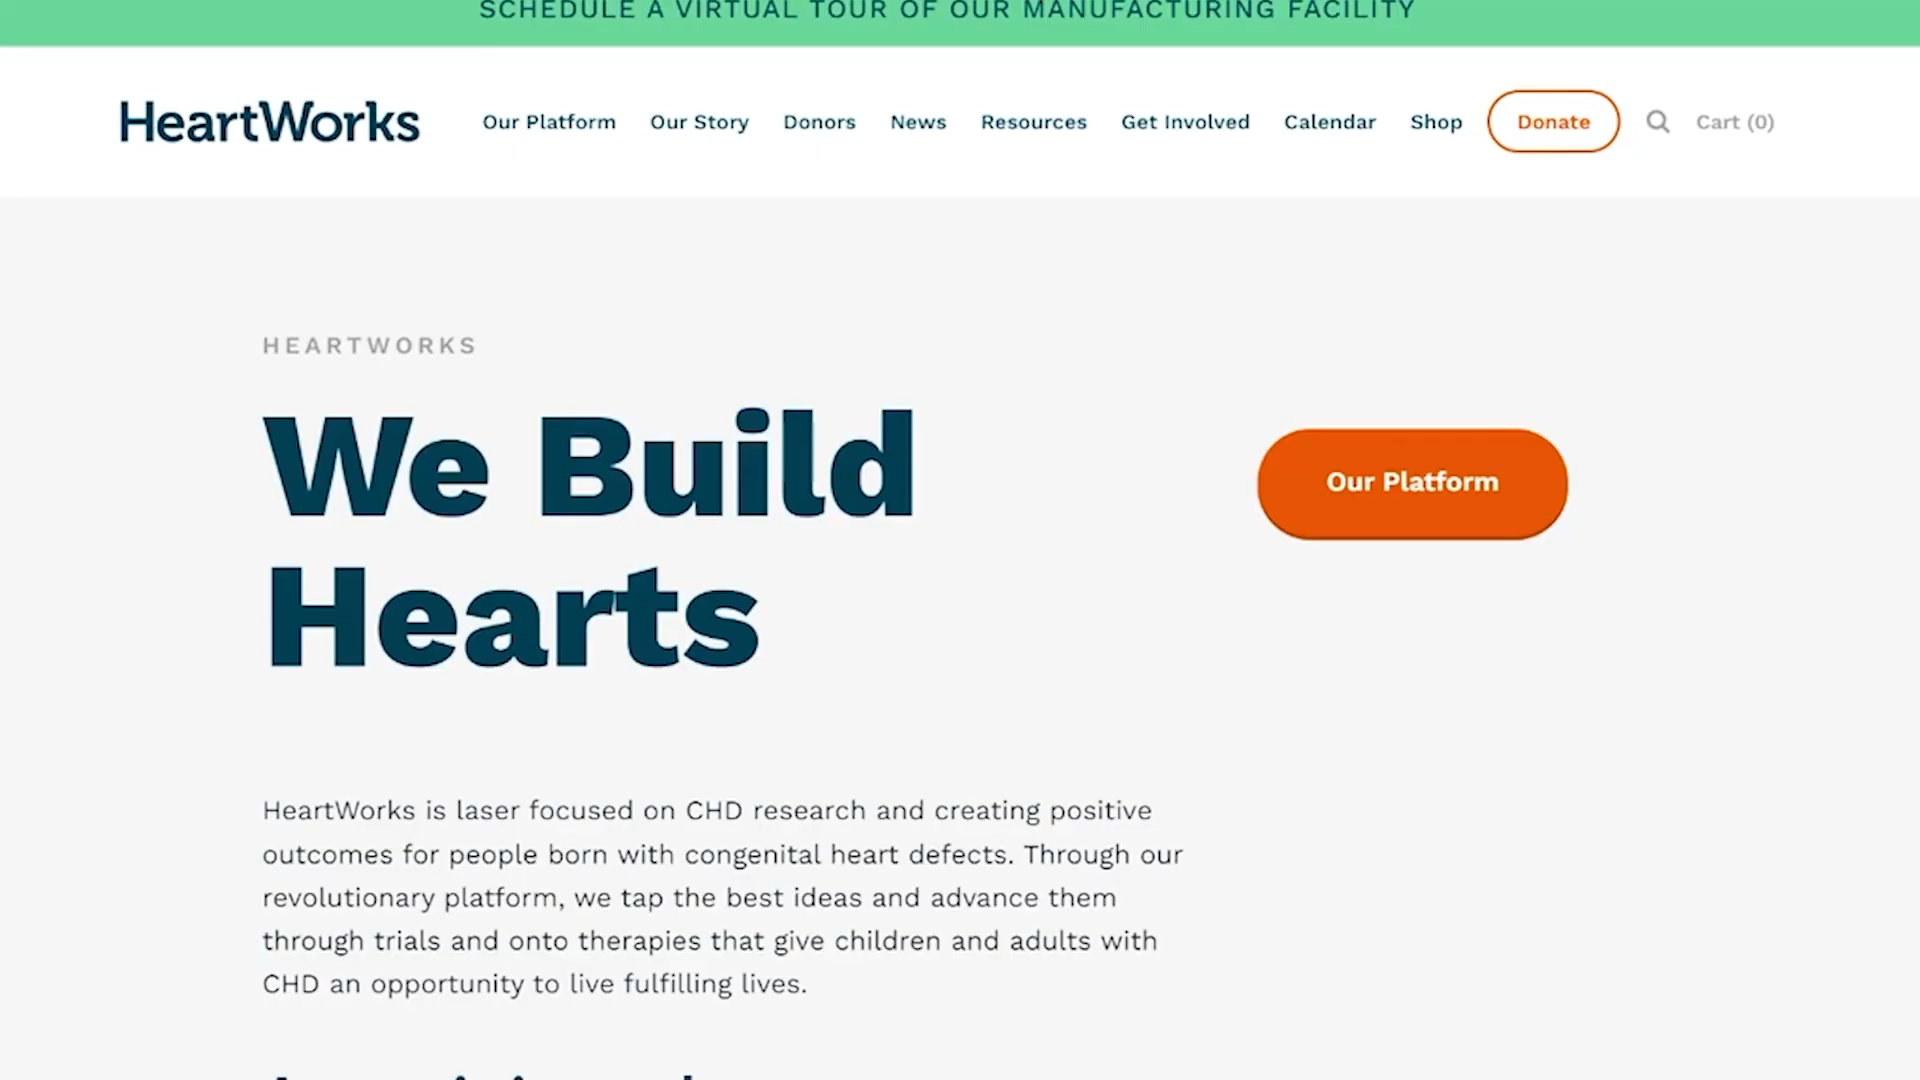 SCHEDULE A VIRTUAL TOUR OF OUR MANUFACTURING FACILITY
HeartWorks
Our Platform
Our Story
Donors
News
Resources
Get Involved
Calendar
Shop
Donate
Cart (0)
HEARTWORKS
We Build
Hearts
Our Platform
HeartWorks is laser focused on CHD research and creating positive
outcomes for people born with congenital heart defects. Through our
revolutionary platform, we tap the best ideas and advance them
through trials and onto therapies that give children and adults with
CHD an opportunity to live fulfilling lives.